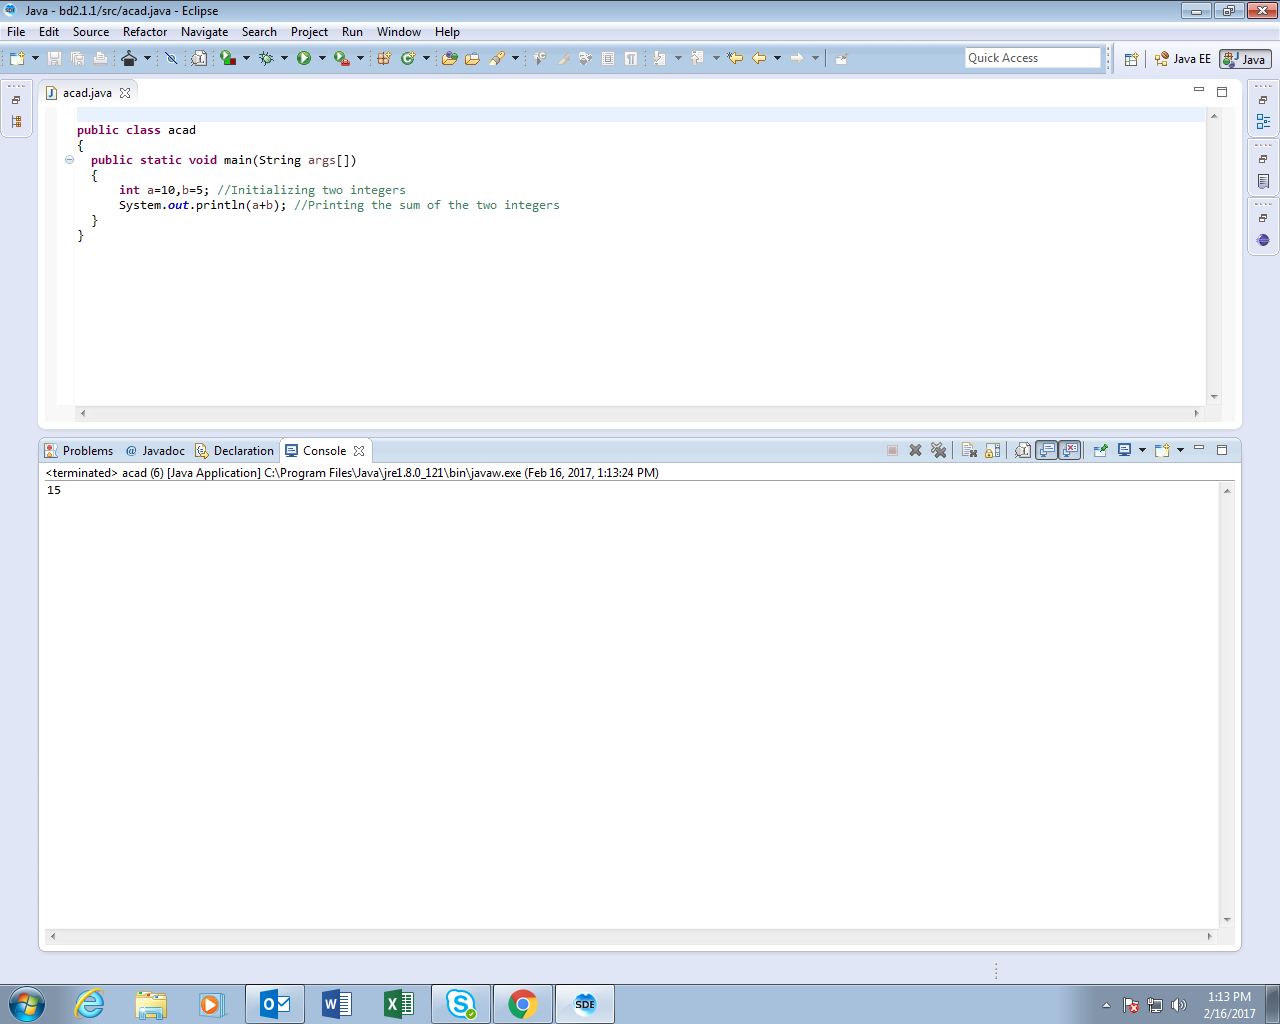 Java - bd2.1.1/src/acad.java - Eclipse
File Edit Source Refactor Navigate Search Project Run Window Help
Quick Access Java EE Java
acad.java
public class acad
{
public static void main(String args[])
{
int a=10,b=5; //Initializing two integers
System.out.println(a+b); //Printing the sum of the two integers
}
}
Problems @ Javadoc Declaration Console
<terminated> acad (6) [Java Application] C:\Program Files\Java\jre1.8.0_121\bin\javaw.exe (Feb 16, 2017, 1:13:24 PM)
15
SDE
1:13 PM
2/16/2017